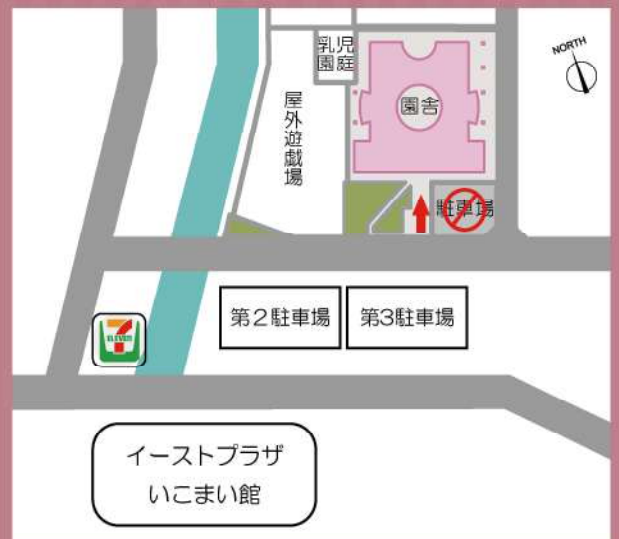 乳児
園庭
園舎
NORTH
屋外遊戯場
駐車場
第2駐車場
第3駐車場
7
ELEVEN
イーストプラザ
いこまい館